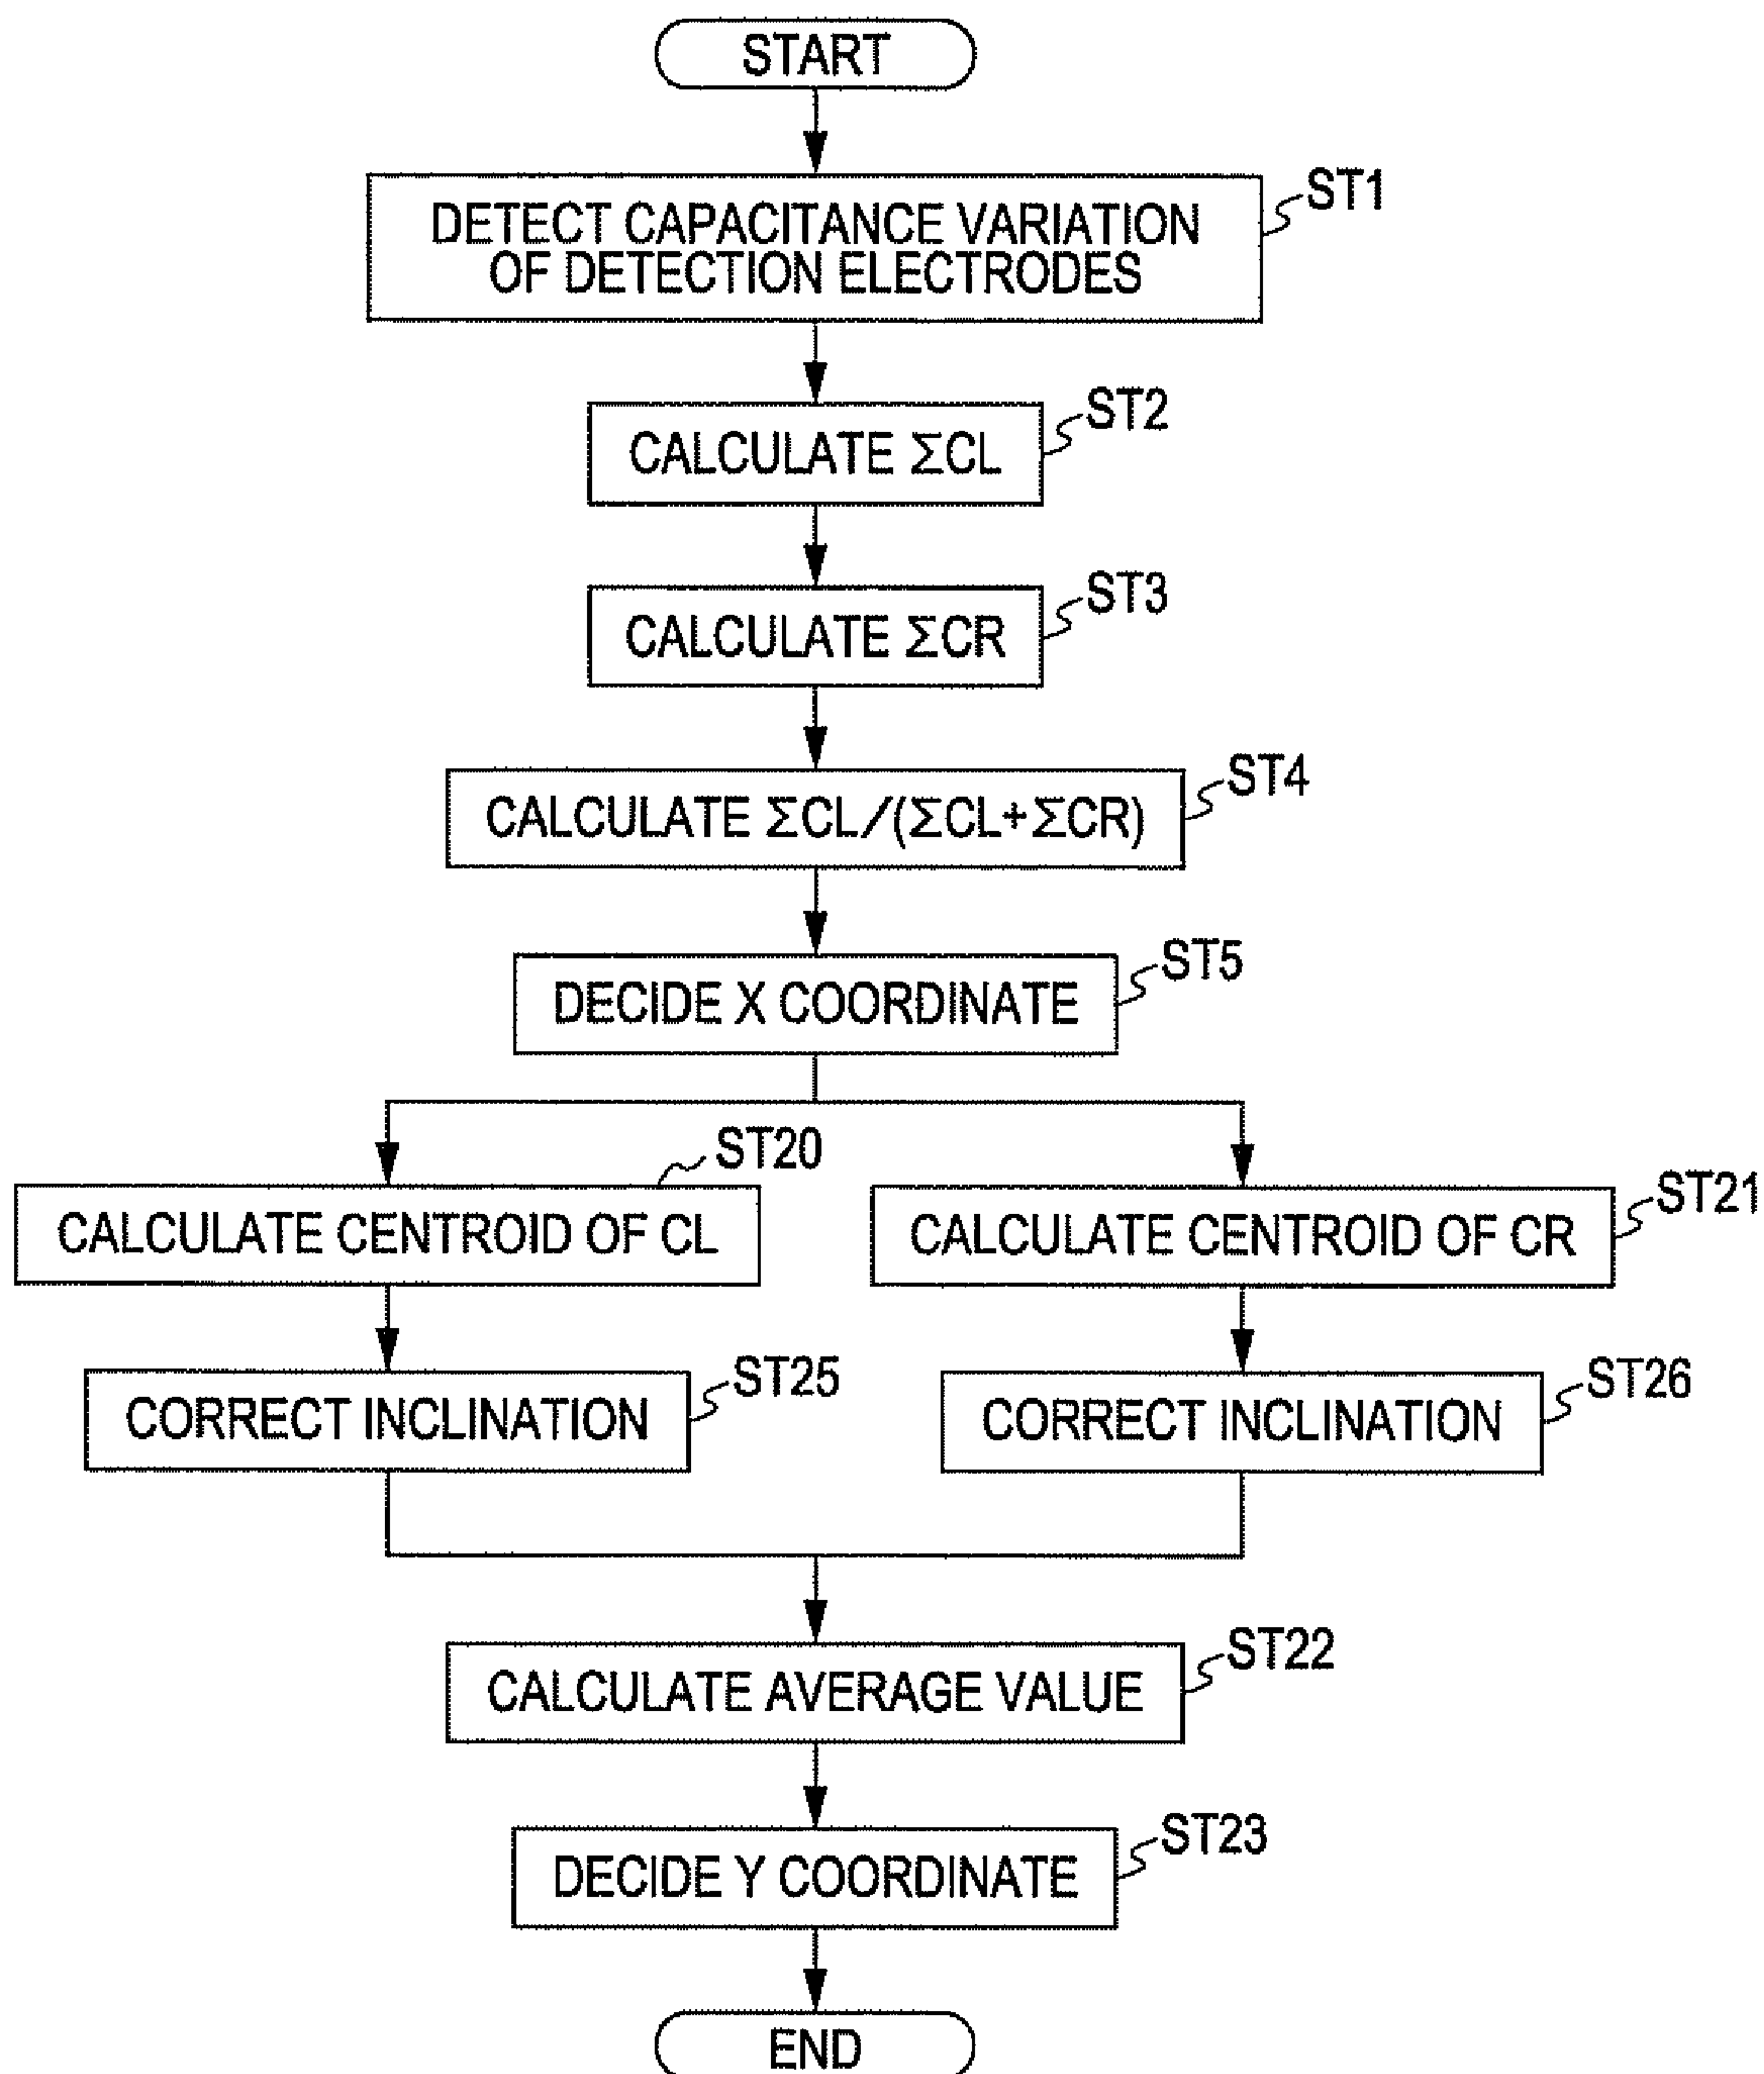 START
ST1
DETECT CAPACITANCE VARIATION
OF DETECTION ELECTRODES
ST2
CALCULATE ΣCL
ST3
CALCULATE ΣCR
ST4
CALCULATE ΣCL/(ΣCL+ΣCR)
ST5
DECIDE X COORDINATE
ST20
CALCULATE CENTROID OF CL
ST21
CALCULATE CENTROID OF CR
ST25
CORRECT INCLINATION
ST26
CORRECT INCLINATION
ST22
CALCULATE AVERAGE VALUE
ST23
DECIDE Y COORDINATE
END